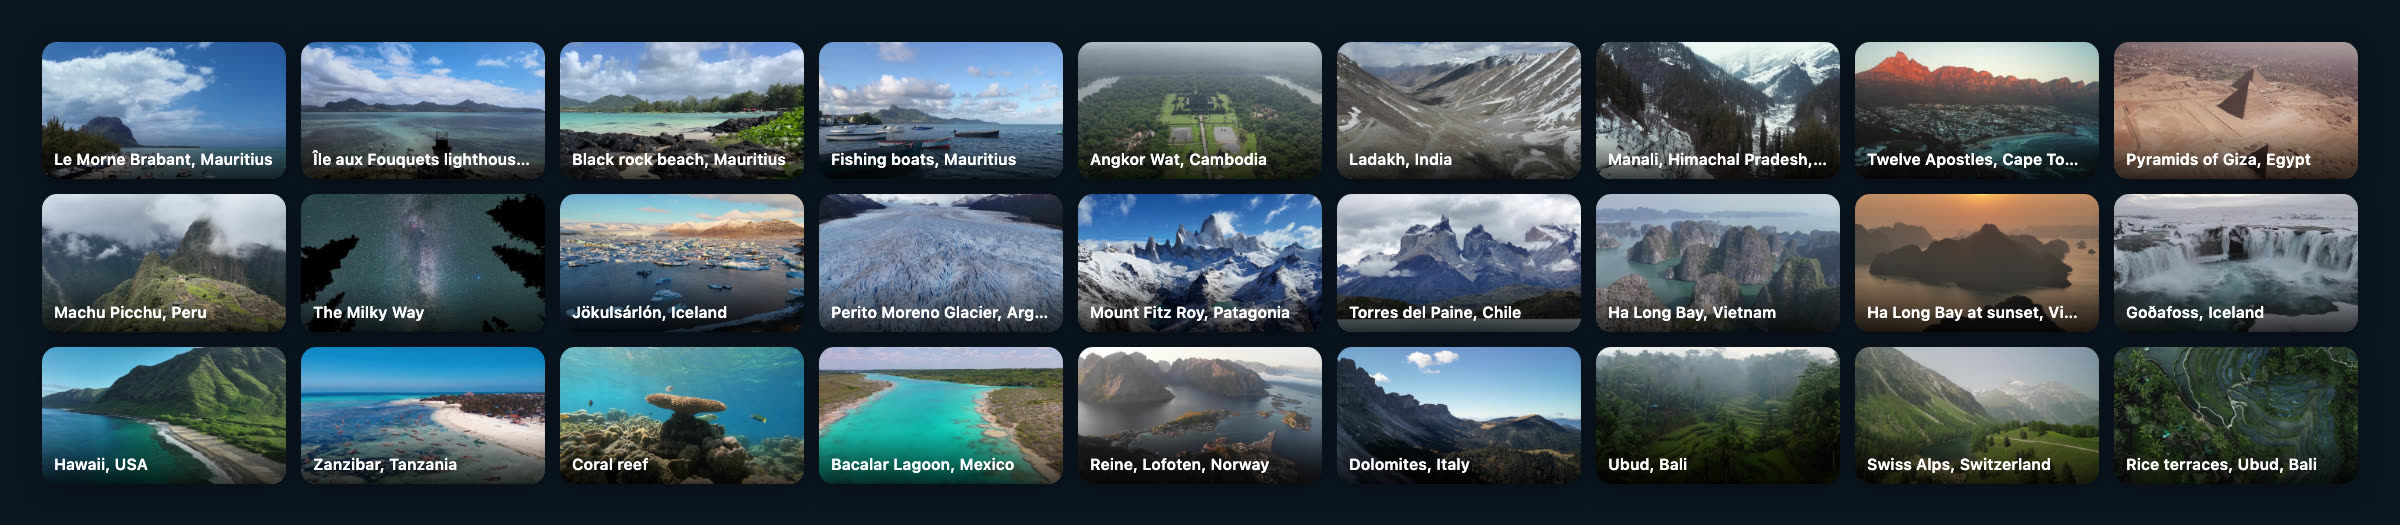 Le Morne Brabant, Mauritius
Île aux Fouquets lighthous...
Black rock beach, Mauritius
Fishing boats, Mauritius
Angkor Wat, Cambodia
Ladakh, India
Manali, Himachal Pradesh,...
Twelve Apostles, Cape To...
Pyramids of Giza, Egypt
Machu Picchu, Peru
The Milky Way
Jökulsárlón, Iceland
Perito Moreno Glacier, Arg...
Mount Fitz Roy, Patagonia
Torres del Paine, Chile
Ha Long Bay, Vietnam
Ha Long Bay at sunset, Vi...
Goðafoss, Iceland
Hawaii, USA
Zanzibar, Tanzania
Coral reef
Bacalar Lagoon, Mexico
Reine, Lofoten, Norway
Dolomites, Italy
Ubud, Bali
Swiss Alps, Switzerland
Rice terraces, Ubud, Bali